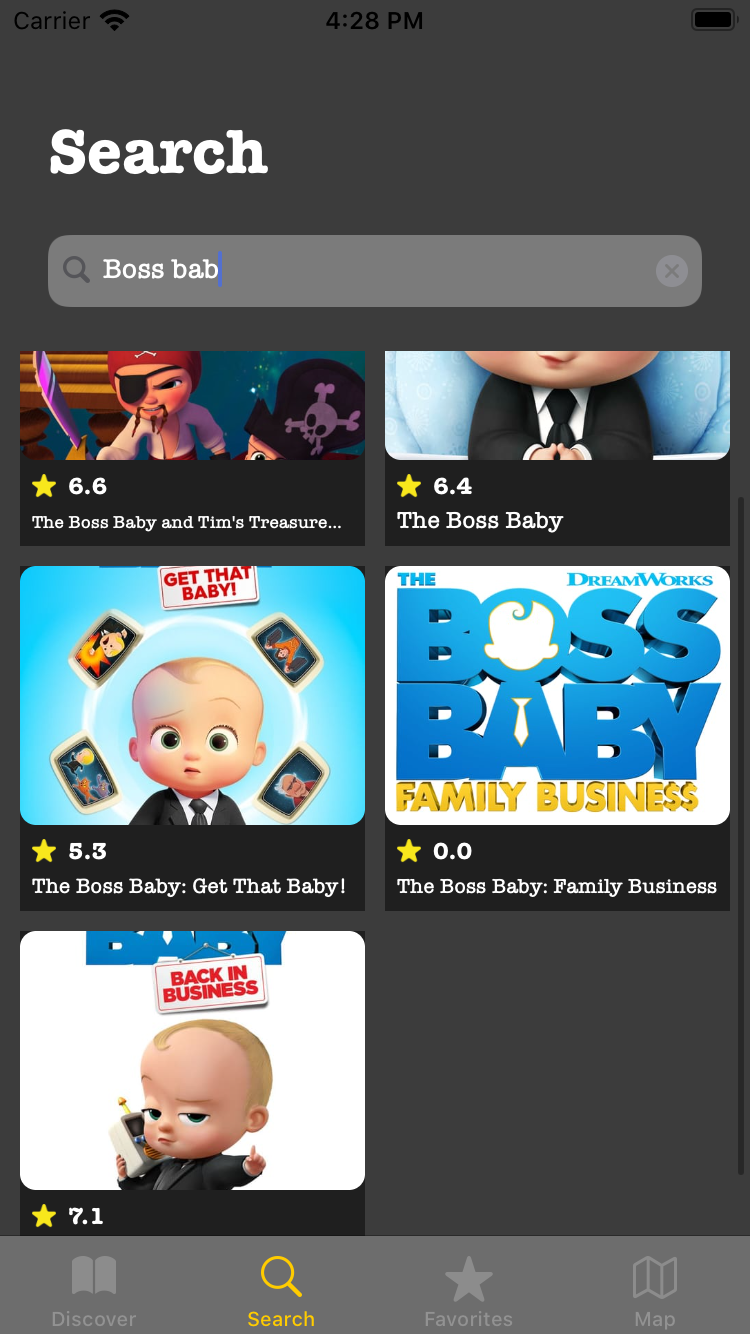 Carrier
4:28 PM
Search
Boss bab
6.6
The Boss Baby and Tim's Treasure...
6.4
The Boss Baby
GET THAT
BABY!
5.3
The Boss Baby: Get That Baby!
THE
DREAMWORKS
BOSS
BABY
FAMILY BUSINE$$
0.0
The Boss Baby: Family Business
BABY
BACK IN
BUSINESS
7.1
Discover
Search
Favorites
Map